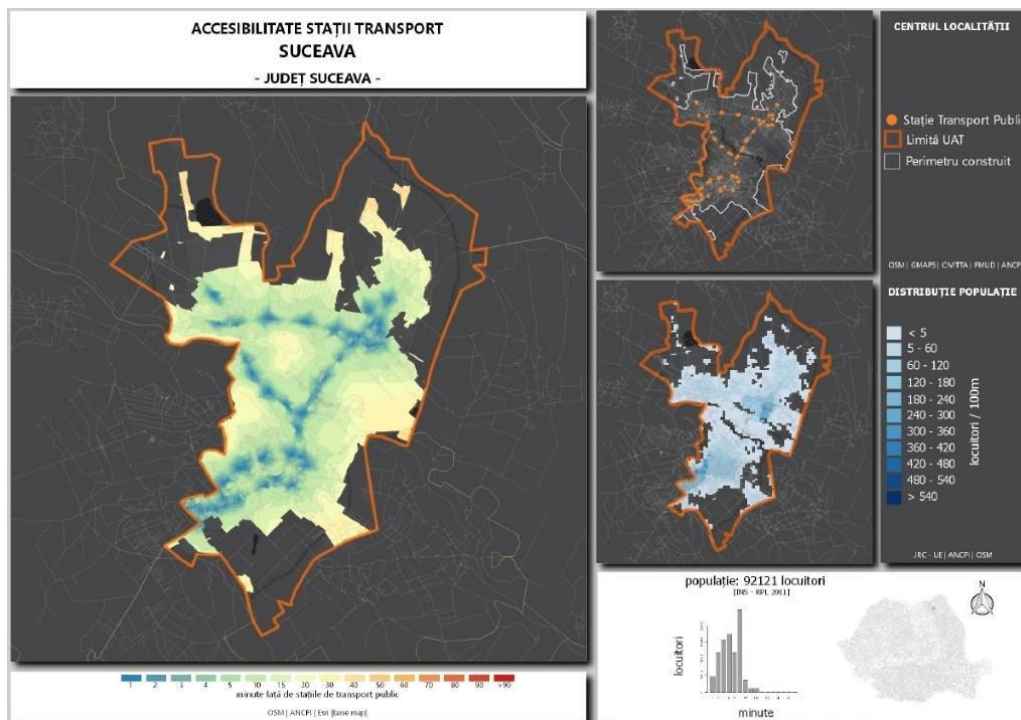 ACCESIBILITATE STAȚII TRANSPORT
SUCEAVA
- JUDEȚ SUCEAVA -
1 2 3 4 5 10 15 20 30 40 50 60 70 80 90 >90
minute față de stațiile de transport public
OSM | ANCPI | Esri [base map]
CENTRUL LOCALITĂȚII
Stație Transport Publi
Limită UAT
Perimetru construit
OSM | GMAPS | CIVITTA | PMUD | ANCP
DISTRIBUȚIE POPULAȚIE
< 5
5 - 60
60 - 120
120 - 180
180 - 240
240 - 300
300 - 360
360 - 420
420 - 480
480 - 540
> 540
locuitori / 100m
JRC - UE | ANCPI | OSM
populație: 92121 locuitori
[INS - RPL 2011]
locuitori
minute
N